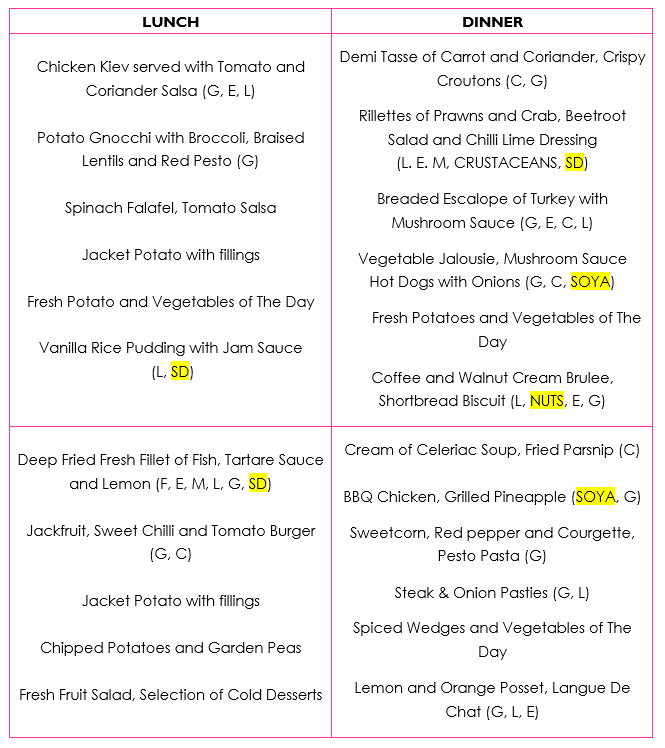 LUNCH
DINNER
Chicken Kiev served with Tomato and
Coriander Salsa (G, E, L)
Potato Gnocchi with Broccoli, Braised
Lentils and Red Pesto (G)
Spinach Falafel, Tomato Salsa
Jacket Potato with fillings
Fresh Potato and Vegetables of The Day
Vanilla Rice Pudding with Jam Sauce
(L, SD)
Demi Tasse of Carrot and Coriander, Crispy
Croutons (C, G)
Rillettes of Prawns and Crab, Beetroot
Salad and Chilli Lime Dressing
(L. E. M, CRUSTACEANS, SD)
Breaded Escalope of Turkey with
Mushroom Sauce (G, E, C, L)
Vegetable Jalousie, Mushroom Sauce
Hot Dogs with Onions (G, C, SOYA)
Fresh Potatoes and Vegetables of The
Day
Coffee and Walnut Cream Brulee,
Shortbread Biscuit (L, NUTS, E, G)
Deep Fried Fresh Fillet of Fish, Tartare Sauce
and Lemon (F, E, M, L, G, SD)
Jackfruit, Sweet Chilli and Tomato Burger
(G, C)
Jacket Potato with fillings
Chipped Potatoes and Garden Peas
Fresh Fruit Salad, Selection of Cold Desserts
Cream of Celeriac Soup, Fried Parsnip (C)
BBQ Chicken, Grilled Pineapple (SOYA, G)
Sweetcorn, Red pepper and Courgette,
Pesto Pasta (G)
Steak & Onion Pasties (G, L)
Spiced Wedges and Vegetables of The
Day
Lemon and Orange Posset, Langue De
Chat (G, L, E)